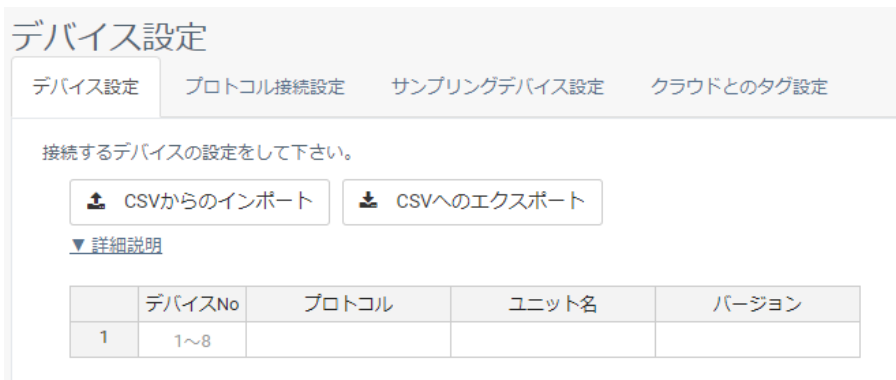 デバイス設定
デバイス設定 プロトコル接続設定 サンプリングデバイス設定 クラウドとのタグ設定
接続するデバイスの設定をして下さい。
CSVからのインポート CSVへのエクスポート
▼ 詳細説明
デバイスNo プロトコル ユニット名 バージョン
1 1～8